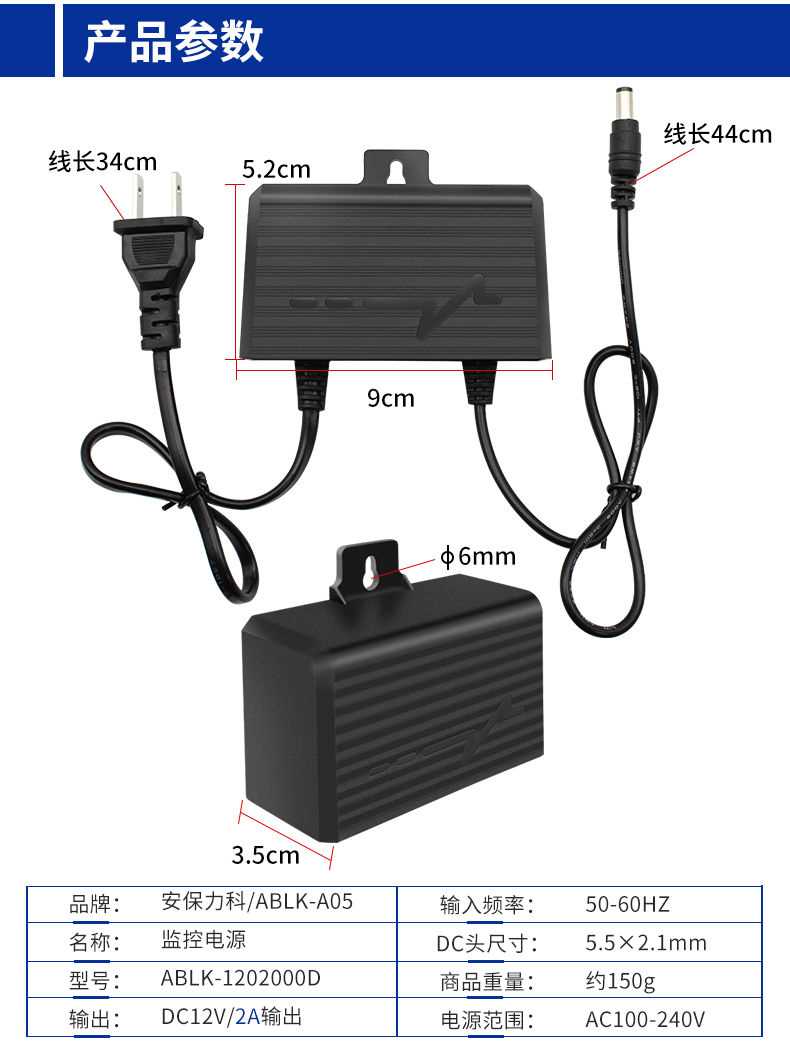 产品参数
线长44cm
线长34cm
5.2cm
9cm
ф6mm
3.5cm
品牌： 安保力科/ABLK-A05
输入频率： 50-60HZ
名称： 监控电源
DC头尺寸： 5.5×2.1mm
型号： ABLK-1202000D
商品重量： 约150g
输出： DC12V/2A输出
电源范围： AC100-240V